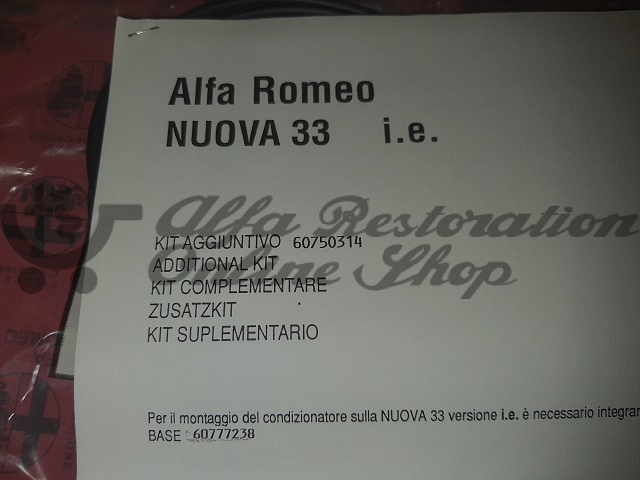 Alfa Romeo
NUOVA 33 i.e.
Alfa Restoration
Online Shop
KIT AGGIUNTIVO 60750314
ADDITIONAL KIT
KIT COMPLEMENTARE
ZUSATZKIT
KIT SUPLEMENTARIO
Per il montaggio del condizionatore sulla NUOVA 33 versione i.e. è necessario
BASE : 60777238